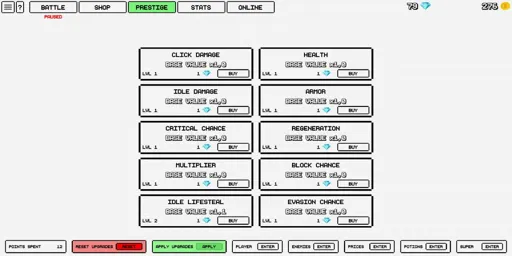 ? BATTLE SHOP PRESTIGE STATS ONLINE
PAUSED
CLICK DAMAGE
BASE VALUE x1,0
LVL 1 1 BUY
HEALTH
BASE VALUE x1,0
LVL 1 1 BUY
IDLE DAMAGE
BASE VALUE x1,0
LVL 1 1 BUY
ARMOR
BASE VALUE x1,0
LVL 1 1 BUY
CRITICAL CHANCE
BASE VALUE x1,0
LVL 1 1 BUY
REGENERATION
BASE VALUE x1,0
LVL 1 1 BUY
MULTIPLIER
BASE VALUE x1,0
LVL 1 1 BUY
BLOCK CHANCE
BASE VALUE x1,0
LVL 1 1 BUY
IDLE LIFESTEAL
BASE VALUE x1,1
LVL 2 1 BUY
EVASION CHANCE
BASE VALUE x1,0
LVL 1 1 BUY
POINTS SPENT 12
RESET UPGRADES RESET
APPLY UPGRADES APPLY
PLAYER ENTER
ENEMIES ENTER
PRICES ENTER
POTIONS ENTER
SUPER ENTER